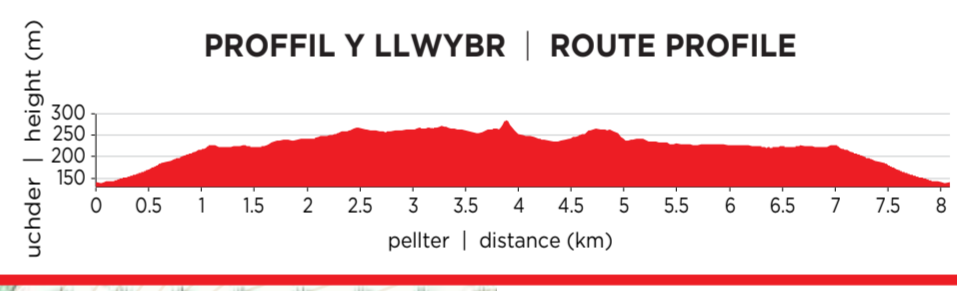 PROFFIL Y LLWYBR | ROUTE PROFILE
uchder | height (m)
300
250
200
150
0 0.5 1 1.5 2 2.5 3 3.5 4 4.5 5 5.5 6 6.5 7 7.5 8
pellter | distance (km)